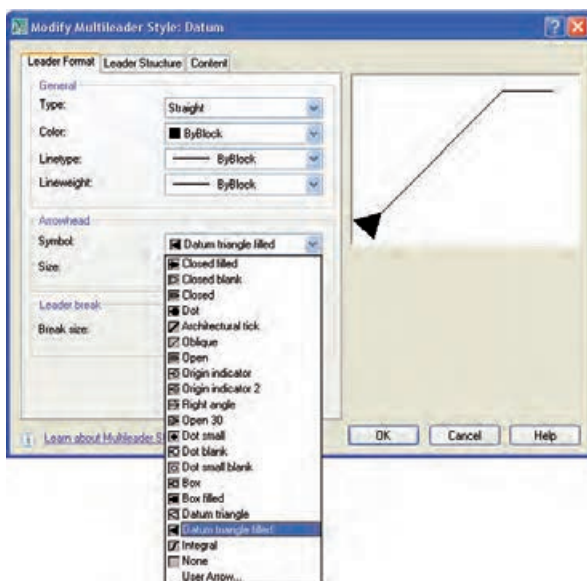 Modify Multileader Style: Datum
Leader Format Leader Structure Content
General
Type: Straight
Color: ByBlock
Linetype: ByBlock
Lineweight: ByBlock
Arrowhead
Symbol: Datum triangle filled
Size:
Closed filled
Closed blank
Closed
Dot
Architectural tick
Oblique
Open
Origin indicator
Origin indicator 2
Right angle
Open 30
Dot small
Dot blank
Dot small blank
Box
Box filled
Datum triangle
Datum triangle filled
Integral
None
User Arrow...
Leader break
Break size:
Learn about Multileader S
OK Cancel Help